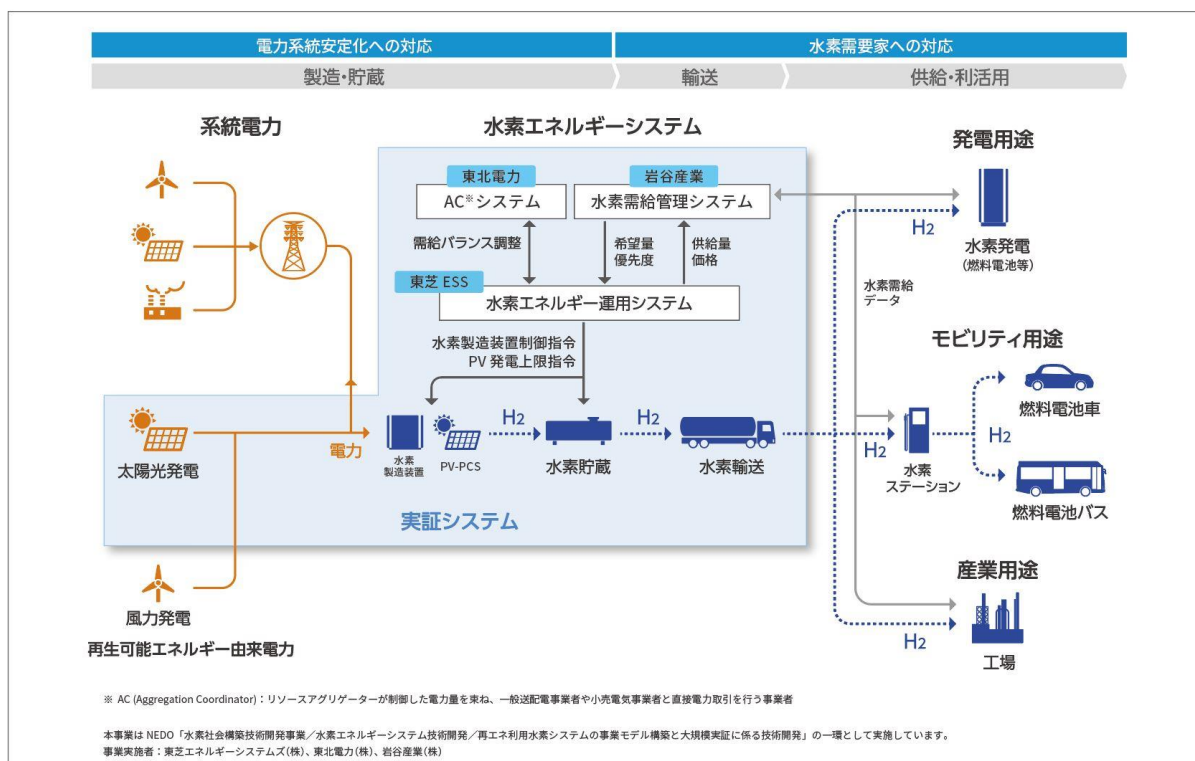 電力系統安定化への対応
水素需要家への対応
製造・貯蔵
輸送
供給・利活用
系統電力
水素エネルギーシステム
発電用途
東北電力
AC※システム
岩谷産業
水素需給管理システム
H2
水素発電
(燃料電池等)
需給バランス調整
希望量
優先度
供給量
価格
水素需給
データ
東芝 ESS
水素エネルギー運用システム
水素製造装置制御指令
PV 発電上限指令
モビリティ用途
燃料電池車
太陽光発電
電力
水素
製造装置
PV-PCS
H2
水素貯蔵
H2
水素輸送
H2
水素
ステーション
H2
燃料電池バス
実証システム
風力発電
再生可能エネルギー由来電力
産業用途
H2
工場
※ AC (Aggregation Coordinator)：リソースアグリゲーターが制御した電力量を束ね、一般送配電事業者や小売電気事業者と直接電力取引を行う事業者
本事業は NEDO「水素社会構築技術開発事業／水素エネルギーシステム技術開発／再エネ利用水素システムの事業モデル構築と大規模実証に係る技術開発」の一環として実施しています。
事業実施者：東芝エネルギーシステムズ(株)、東北電力(株)、岩谷産業(株)